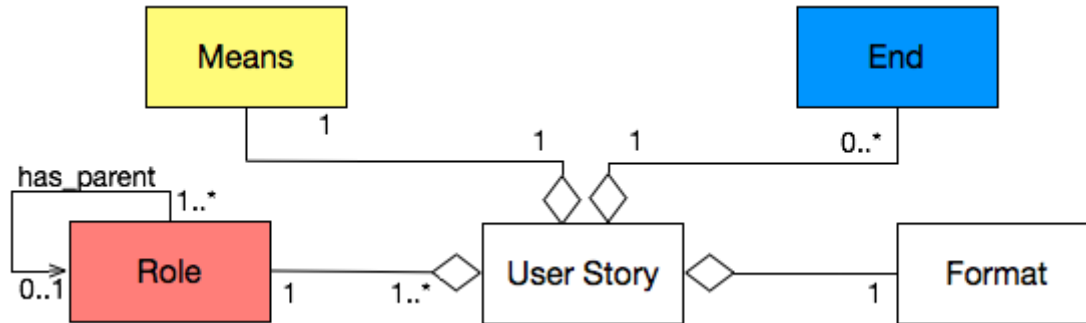 Means
End
1
1
1
0..*
has_parent
1..*
Role
User Story
Format
0..1
1
1..*
1